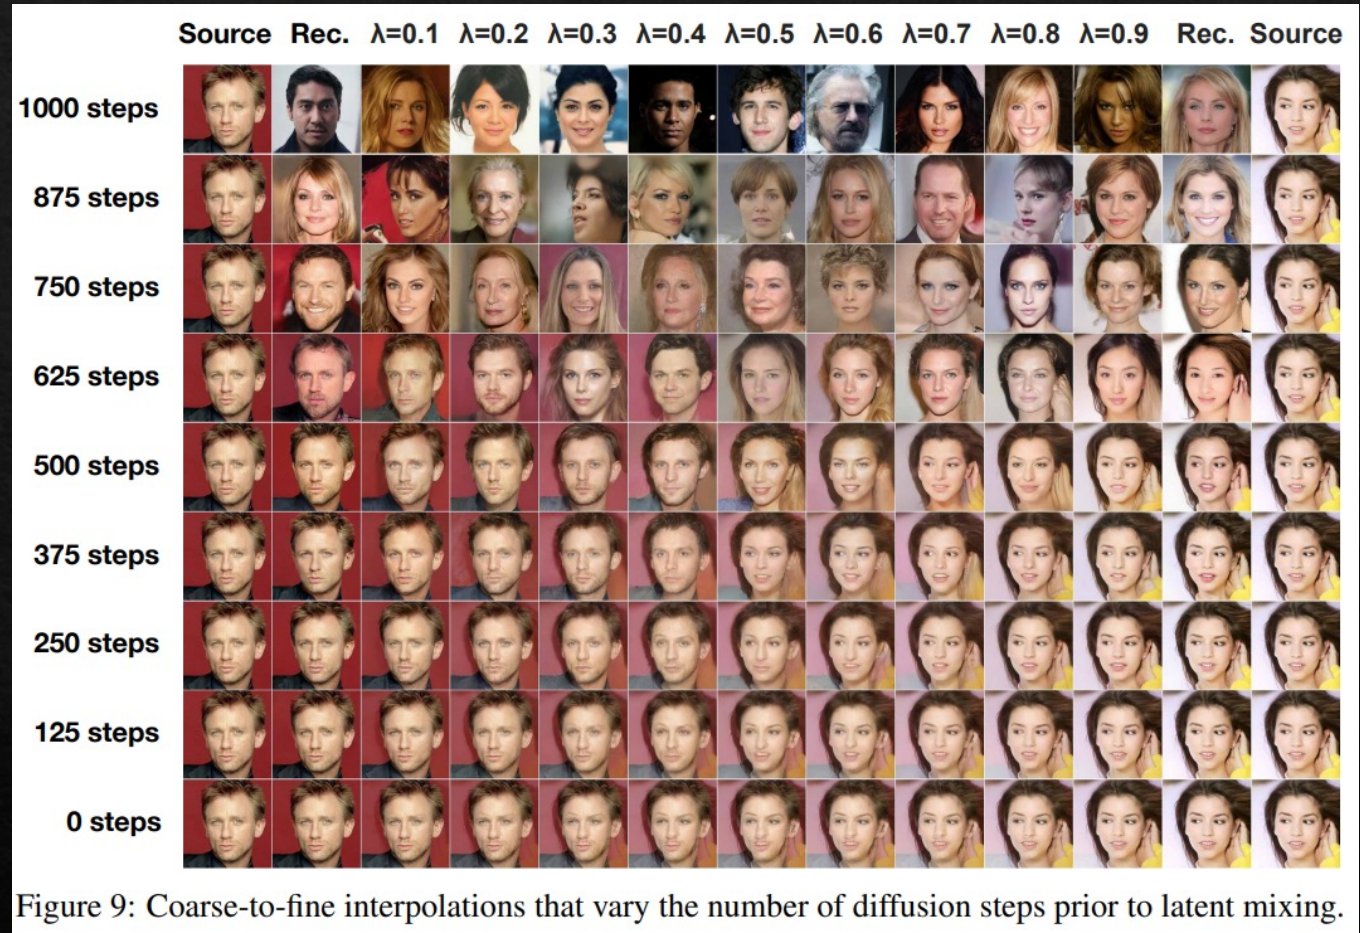 Source Rec. λ=0.1 λ=0.2 λ=0.3 λ=0.4 λ=0.5 λ=0.6 λ=0.7 λ=0.8 λ=0.9 Rec. Source
1000 steps
875 steps
750 steps
625 steps
500 steps
375 steps
250 steps
125 steps
0 steps
Figure 9: Coarse-to-fine interpolations that vary the number of diffusion steps prior to latent mixing.